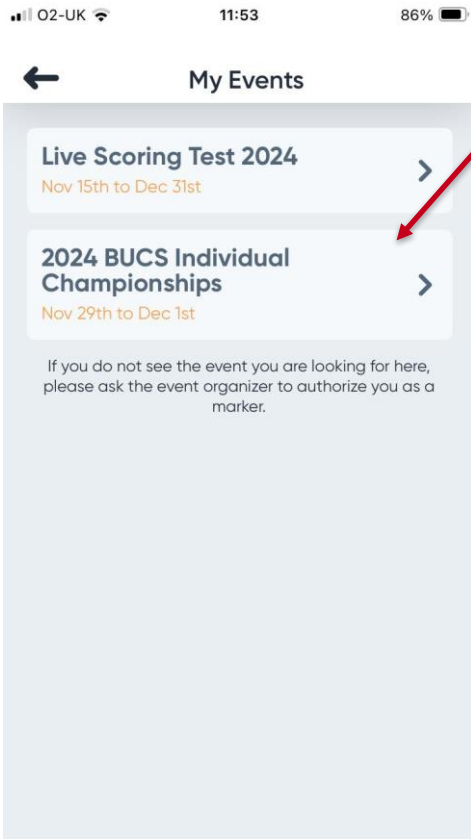 O2-UK 11:53 86%
My Events
Live Scoring Test 2024
Nov 15th to Dec 31st
2024 BUCS Individual
Championships
Nov 29th to Dec 1st
If you do not see the event you are looking for here,
please ask the event organizer to authorize you as a
marker.